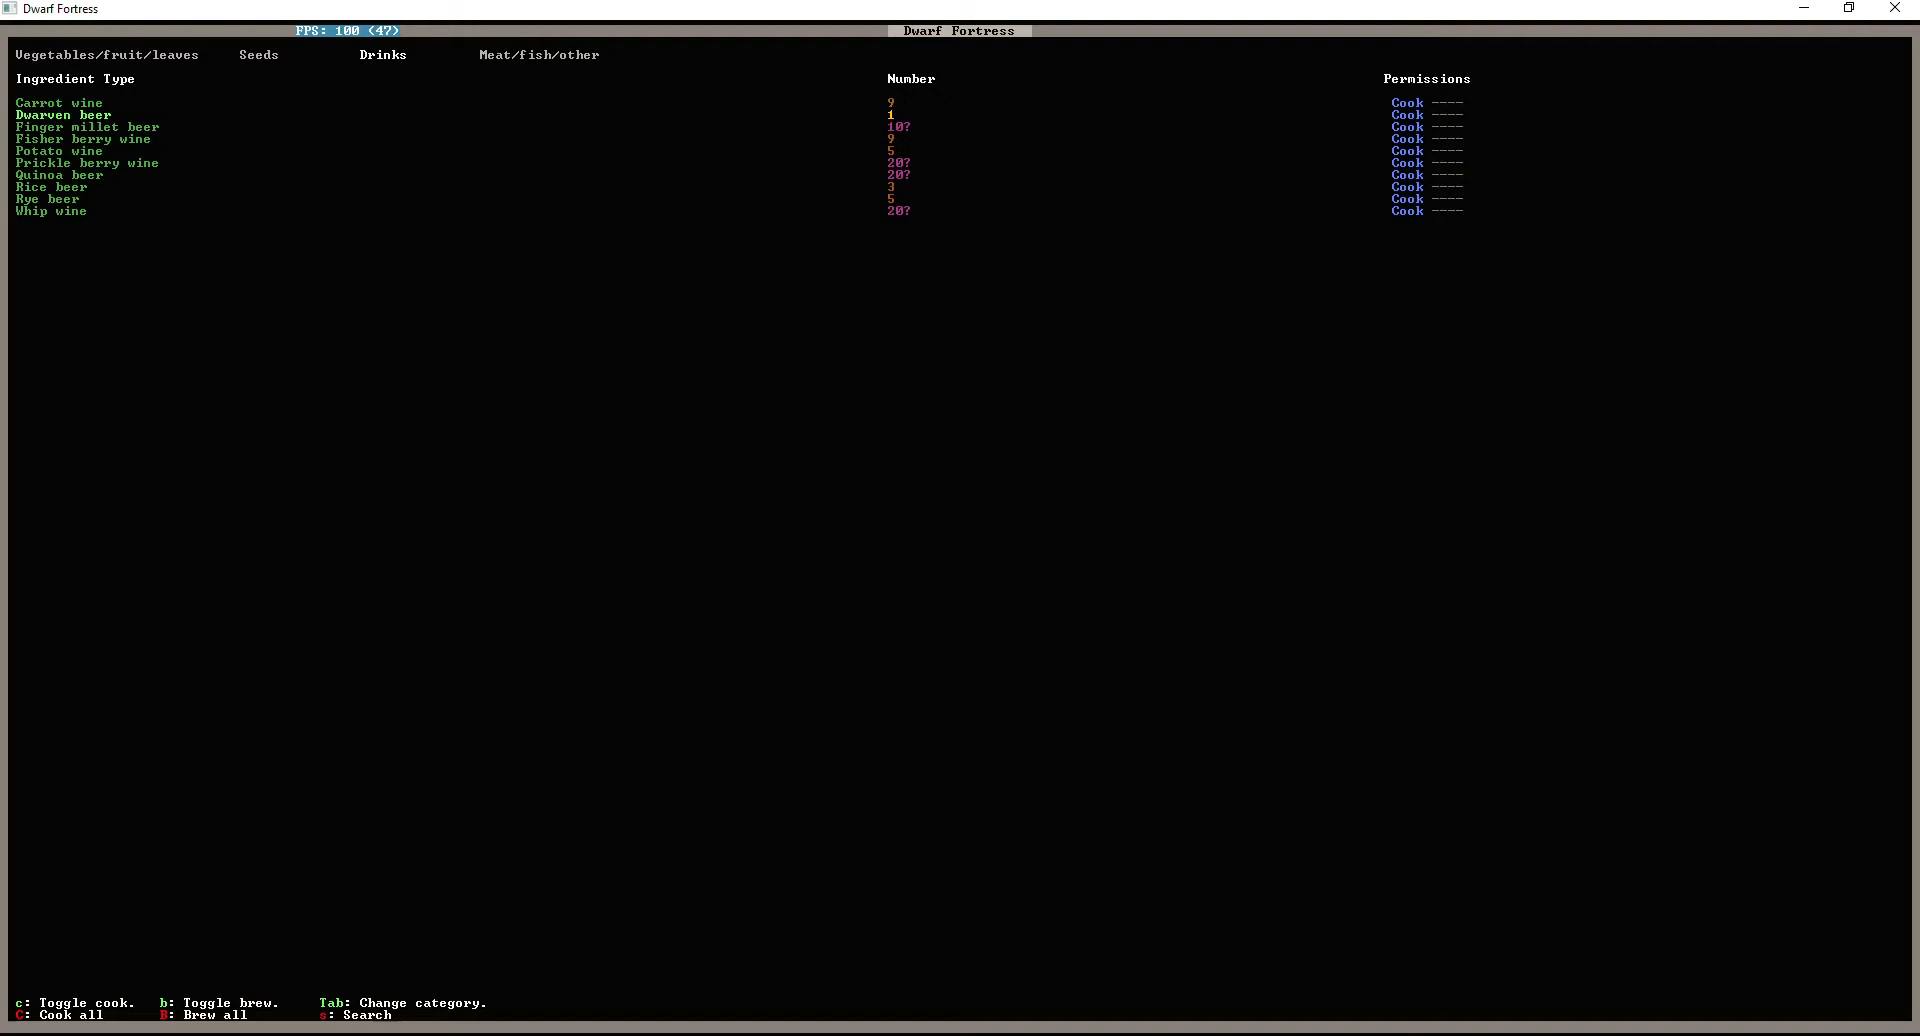 Dwarf Fortress
FPS: 100 (47) Dwarf Fortress
Vegetables/fruit/leaves Seeds Drinks Meat/fish/other
Ingredient Type Number Permissions
Carrot wine 9 Cook ----
Dwarven beer 1 Cook ----
Finger millet beer 10? Cook ----
Fisher berry wine 9 Cook ----
Potato wine 5 Cook ----
Prickle berry wine 20? Cook ----
Quinoa beer 20? Cook ----
Rice beer 3 Cook ----
Rye beer 5 Cook ----
Whip wine 20? Cook ----
c: Toggle cook. b: Toggle brew. Tab: Change category.
C: Cook all B: Brew all s: Search